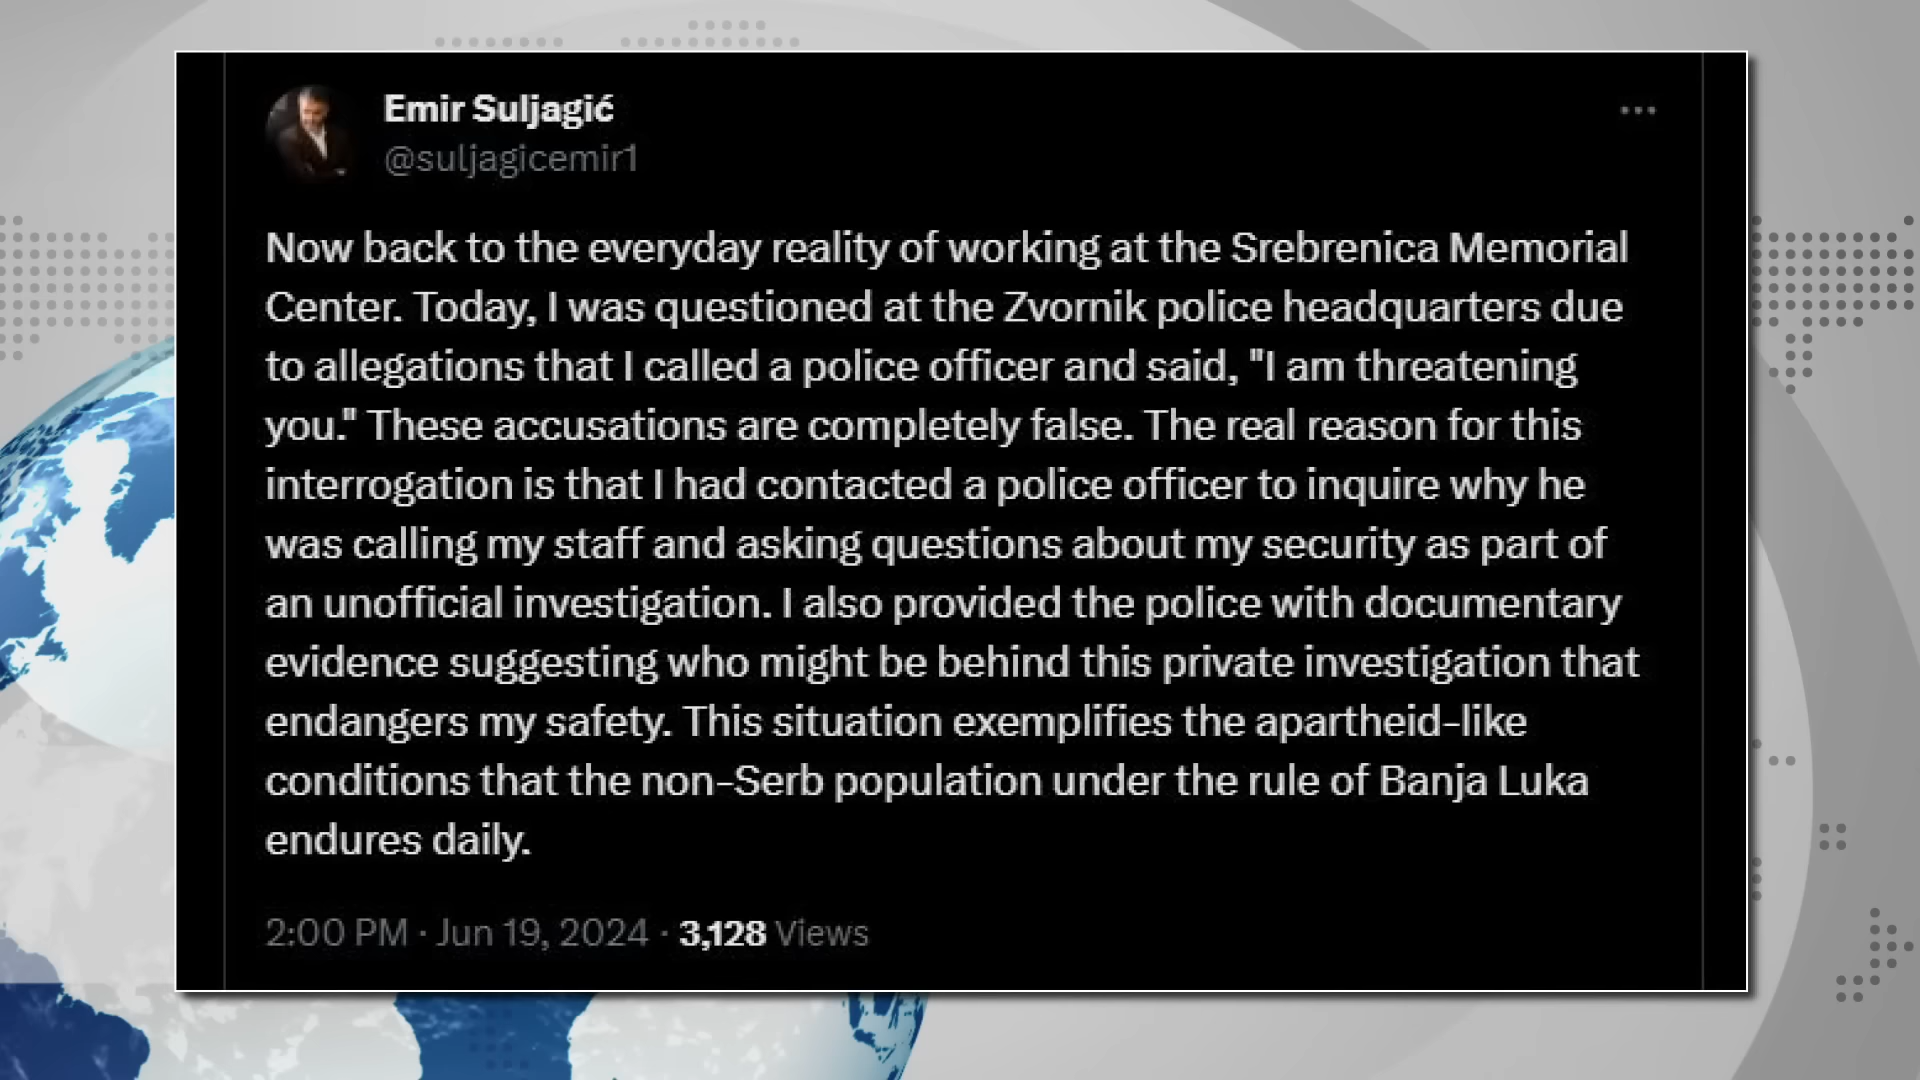 Emir Suljagić
@suljagicemir1
Now back to the everyday reality of working at the Srebrenica Memorial
Center. Today, I was questioned at the Zvornik police headquarters due
to allegations that I called a police officer and said, "I am threatening
you." These accusations are completely false. The real reason for this
interrogation is that I had contacted a police officer to inquire why he
was calling my staff and asking questions about my security as part of
an unofficial investigation. I also provided the police with documentary
evidence suggesting who might be behind this private investigation that
endangers my safety. This situation exemplifies the apartheid-like
conditions that the non-Serb population under the rule of Banja Luka
endures daily.
2:00 PM · Jun 19, 2024 · 3,128 Views